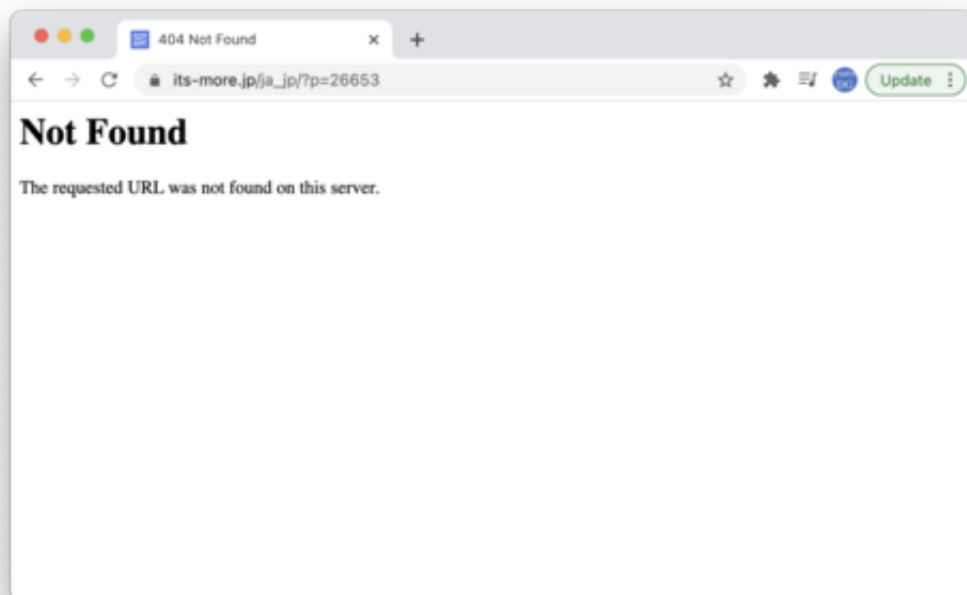 404 Not Found
its-more.jp/ja_jp/?p=26653
Update
Not Found
The requested URL was not found on this server.